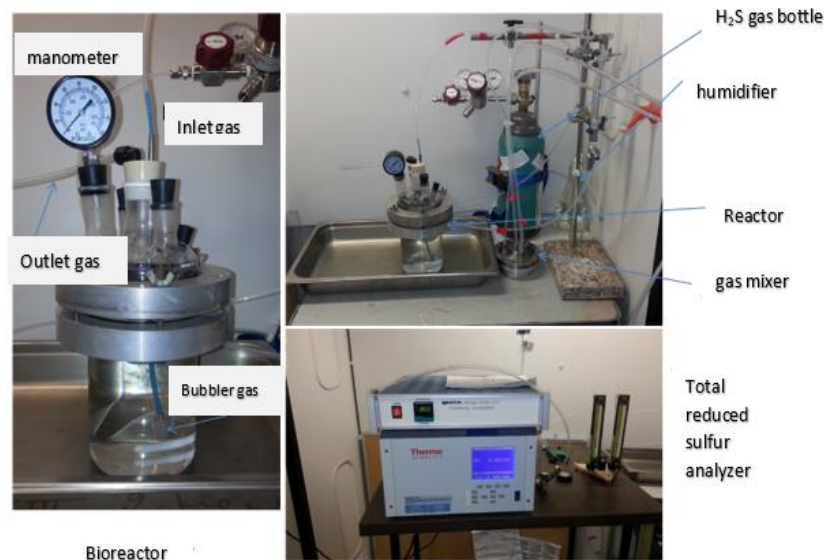 manometer
Inlet gas
Outlet gas
Bubbler gas
Bioreactor
H₂S gas bottle
humidifier
Reactor
gas mixer
Total
reduced
sulfur
analyzer
Thermo
SCIENTIFIC